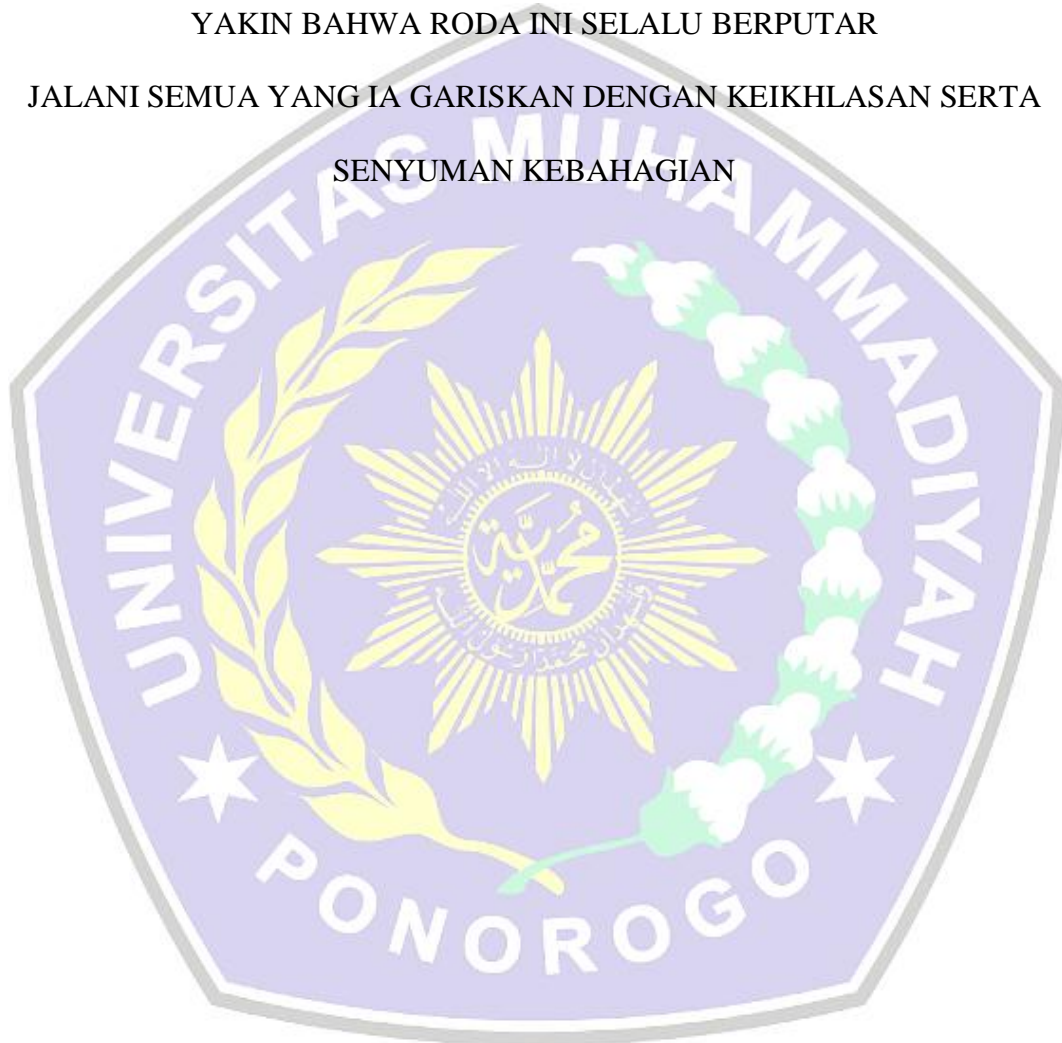 YAKIN BAHWA RODA INI SELALU BERPUTAR
JALANI SEMUA YANG IA GARISKAN DENGAN KEIKHLASAN SERTA
SENYUMAN KEBAHAGIAN
UNIVERSITAS MUHAMMADIYAH
PONOROGO